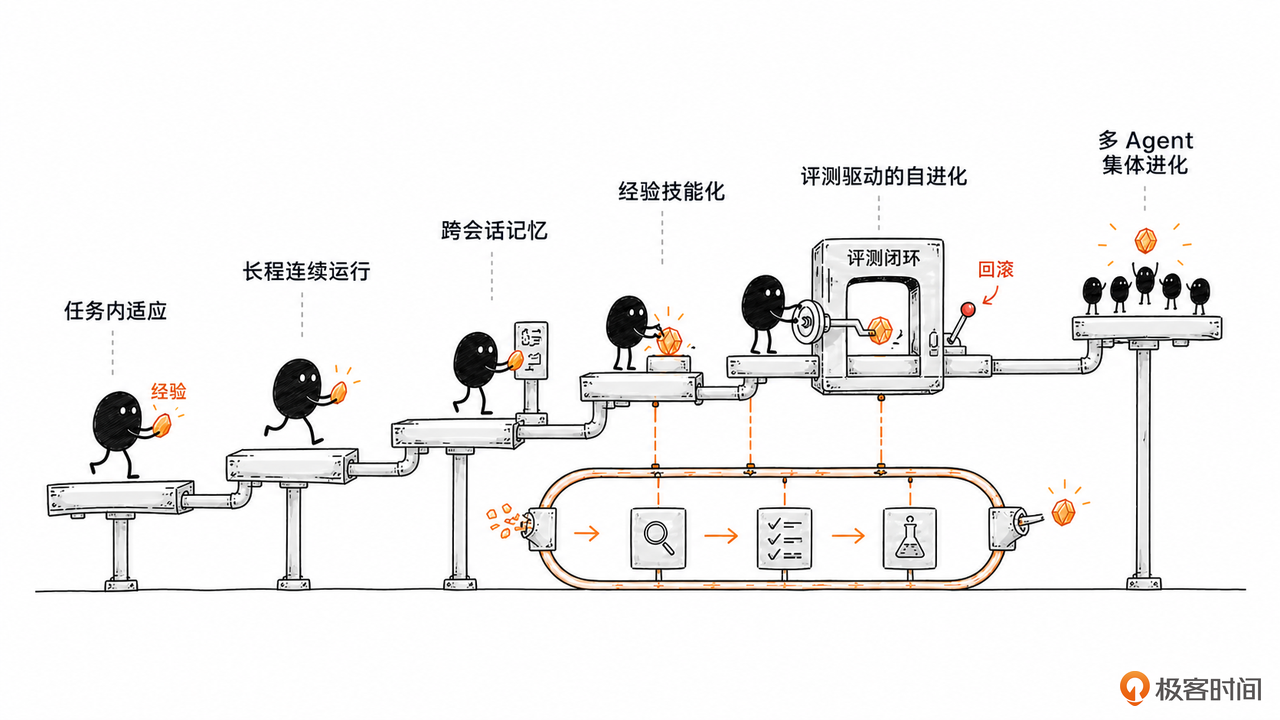 任务内适应
经验
长程连续运行
跨会话记忆
经验技能化
评测驱动的自进化
评测闭环
回滚
多 Agent
集体进化
极客时间